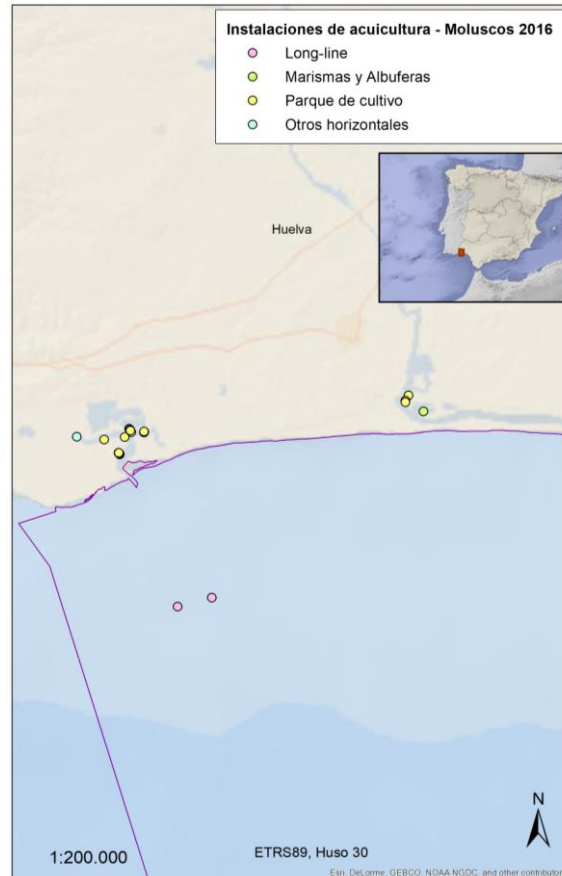 Instalaciones de acuicultura - Moluscos 2016
Long-line
Marismas y Albuferas
Parque de cultivo
Otros horizontales
Huelva
N
1:200.000
ETRS89, Huso 30
Esri, DeLorme, GEBCO, NOAA NGDC, and other contributor